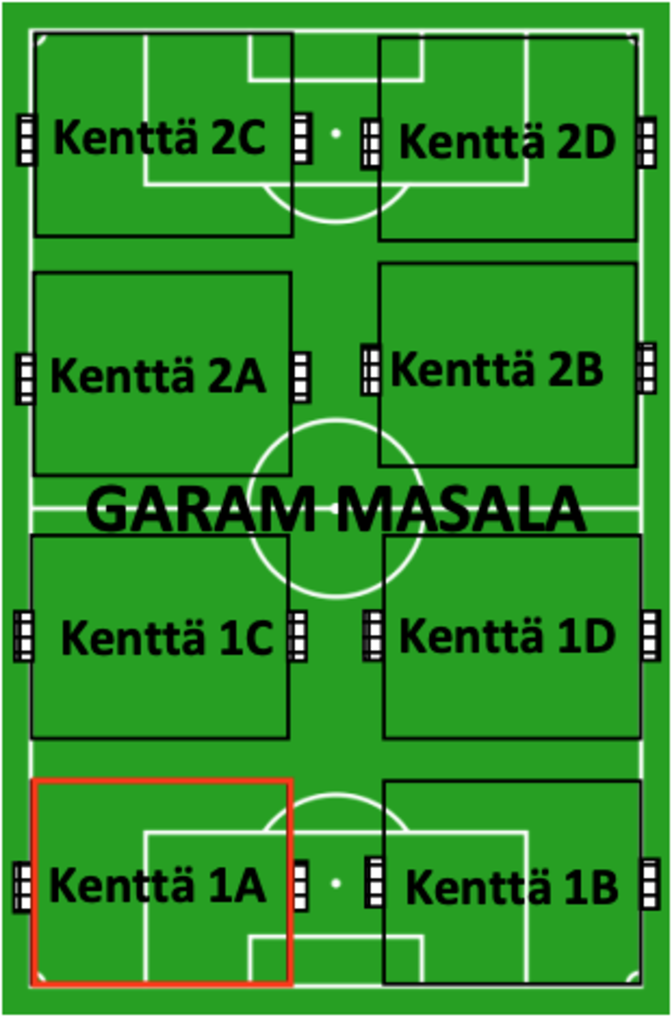 Kenttä 2C
Kenttä 2D
Kenttä 2A
Kenttä 2B
GARAM MASALA
Kenttä 1C
Kenttä 1D
Kenttä 1A
Kenttä 1B